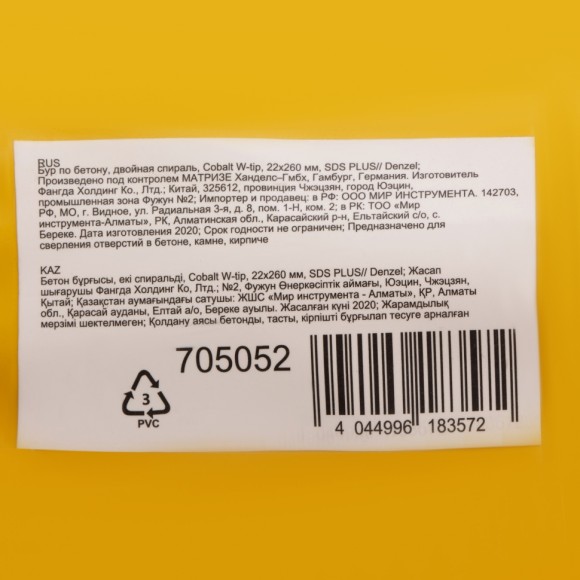 RUS
Бур по бетону, двойная спираль, Cobalt W-tip, 22x260 мм, SDS PLUS// Denzel;
Произведено под контролем МАТРИЗЕ Ханделс-Гмбх, Гамбург, Германия. Изготовитель
Фангда Холдинг Ко., Лтд.; Китай, 325612, провинция Чжэцзян, город Юэцин,
промышленная зона Фужун №2; Импортер и продавец: в РФ: ООО МИР ИНСТРУМЕНТА. 142703,
РФ, МО, г. Видное, ул. Радиальная 3-я, д. 8, пом. 1-Н, ком. 2; в РК: ТОО «Мир
инструмента-Алматы», РК, Алматинская обл., Карасайский р-н, Ельтайский с/о, с.
Береке. Дата изготовления 2020; Срок годности не ограничен; Предназначено для
сверления отверстий в бетоне, камне, кирпиче
KAZ
Бетон бұрғысы, екі спиральді, Cobalt W-tip, 22x260 мм, SDS PLUS// Denzel; Жасап
шығарушы Фангда Холдинг Ко, Лтд.; №2, Фужун Өнеркәсіптік аймағы, Юэцин, Чжэцзян,
Қытай; Қазақстан аумағындағы сатушы: ЖШС «Мир инструмента - Алматы», ҚР, Алматы
обл., Қарасай ауданы, Елтай а/о, Береке ауылы. Жасалған күні 2020; Жарамдылық
мерзімі шектелмеген; Қолдану аясы бетонды, тасты, кірпішті бұрғылап тесуге арналған
705052
3
PVC
4 044996 183572